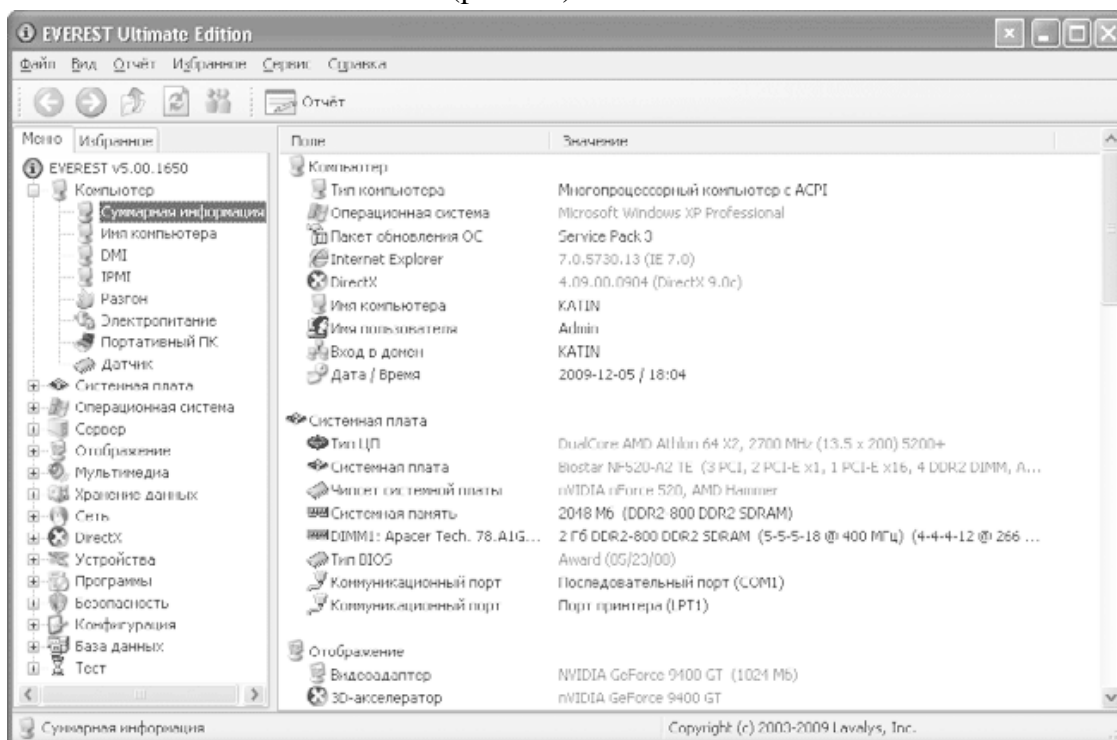 EVEREST Ultimate Edition
Файл Вид Отчёт Избранное Сервис Справка
Отчёт
Меню Избранное
EVEREST v5.00.1650
Компьютер
Суммарная информация
Имя компьютера
DMI
IPMI
Разгон
Электропитание
Портативный ПК
Датчик
Системная плата
Операционная система
Сервер
Отображение
Мультимедиа
Хранение данных
Сеть
DirectX
Устройства
Программы
Безопасность
Конфигурация
База данных
Тест
Поле Значение
Компьютер
Тип компьютера Многопроцессорный компьютер с ACPI
Операционная система Microsoft Windows XP Professional
Пакет обновления ОС Service Pack 3
Internet Explorer 7.0.5730.13 (IE 7.0)
DirectX 4.09.00.0904 (DirectX 9.0c)
Имя компьютера KATIN
Имя пользователя Admin
Вход в домен KATIN
Дата / Время 2009-12-05 / 18:04
Системная плата
Тип ЦП DualCore AMD Athlon 64 X2, 2700 MHz (13.5 x 200) 5200+
Системная плата Biostar NF520-A2 TE (3 PCI, 2 PCI-E x1, 1 PCI-E x16, 4 DDR2 DIMM, A...
Чипсет системной платы nVIDIA nForce 520, AMD Hammer
Системная память 2048 Мб (DDR2-800 DDR2 SDRAM)
DIMM1: Apacer Tech. 78.A1G... 2 Гб DDR2-800 DDR2 SDRAM (5-5-5-18 @ 400 МГц) (4-4-4-12 @ 266 ...
Тип BIOS Award
Коммуникационный порт Последовательный порт (COM1)
Коммуникационный порт Порт принтера (LPT1)
Отображение
Видеоадаптер NVIDIA GeForce 9400 GT (1024 Мб)
3D-акселератор nVIDIA GeForce 9400 GT
Суммарная информация Copyright (c) 2003-2009 Lavalys, Inc.